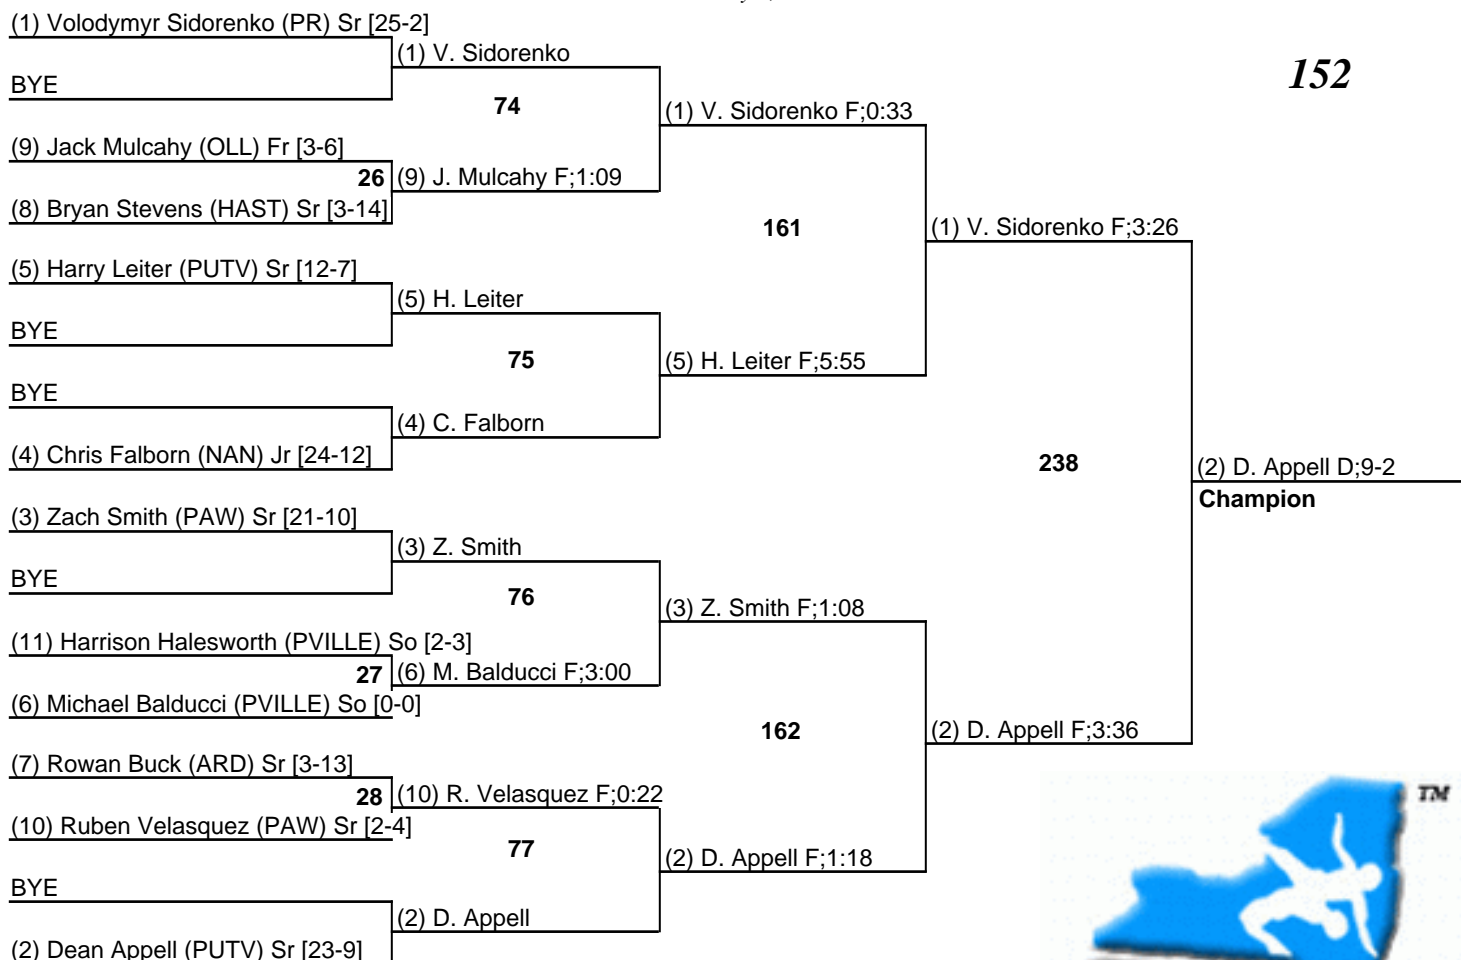 (1) Volodymyr Sidorenko (PR) Sr [25-2]
(1) V. Sidorenko
BYE
152
74
(1) V. Sidorenko F;0:33
(9) Jack Mulcahy (OLL) Fr [3-6]
26
(9) J. Mulcahy F;1:09
(8) Bryan Stevens (HAST) Sr [3-14]
161
(1) V. Sidorenko F;3:26
(5) Harry Leiter (PUTV) Sr [12-7]
(5) H. Leiter
BYE
75
(5) H. Leiter F;5:55
BYE
(4) C. Falborn
(4) Chris Falborn (NAN) Jr [24-12]
238
(2) D. Appell D;9-2
Champion
(3) Zach Smith (PAW) Sr [21-10]
(3) Z. Smith
BYE
76
(3) Z. Smith F;1:08
(11) Harrison Halesworth (PVILLE) So [2-3]
27
(6) M. Balducci F;3:00
(6) Michael Balducci (PVILLE) So [0-0]
162
(2) D. Appell F;3:36
(7) Rowan Buck (ARD) Sr [3-13]
28
(10) R. Velasquez F;0:22
(10) Ruben Velasquez (PAW) Sr [2-4]
77
(2) D. Appell F;1:18
BYE
(2) D. Appell
(2) Dean Appell (PUTV) Sr [23-9]
TM